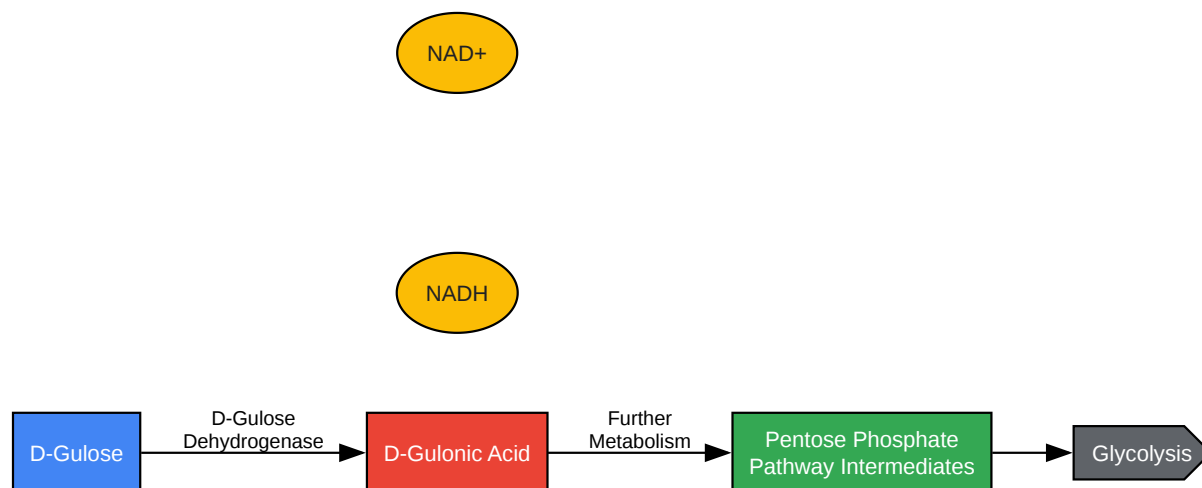 NAD+
NADH
D-Gulose
D-Gulose
Dehydrogenase
D-Gulonic Acid
Further
Metabolism
Pentose Phosphate
Pathway Intermediates
Glycolysis